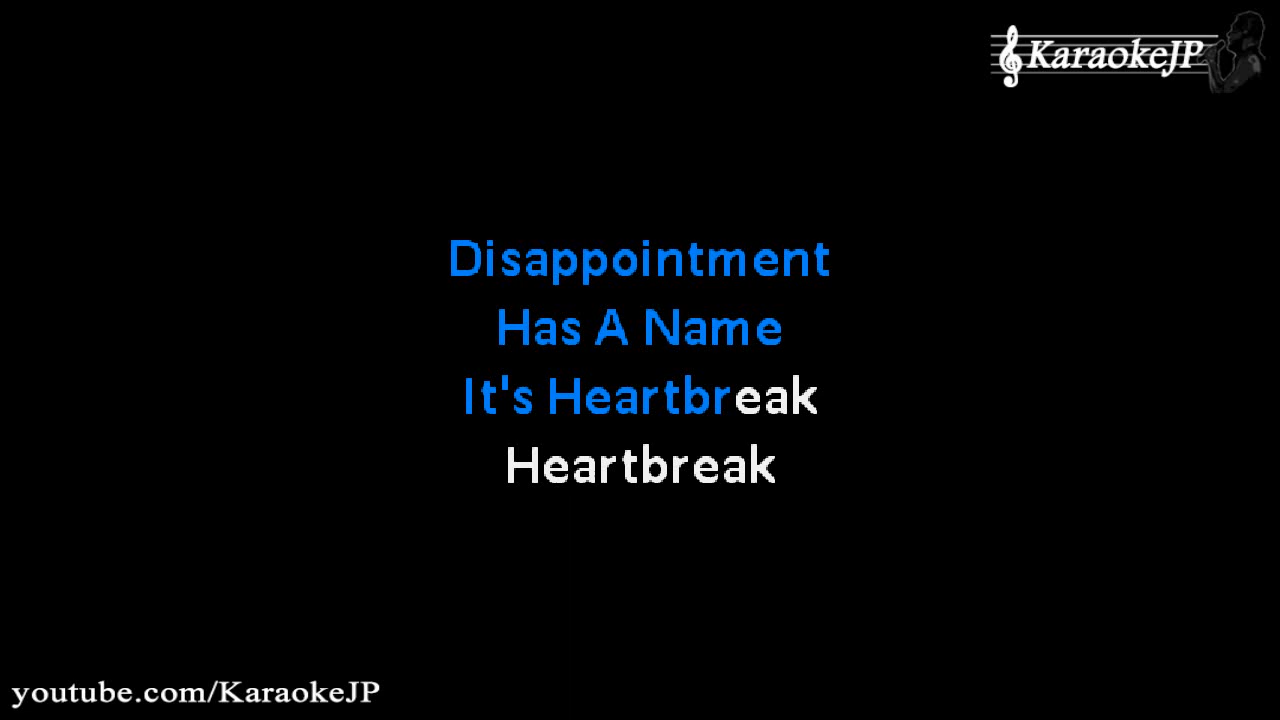 KaraokeJP
Disappointment
Has A Name
It's Heartbreak
Heartbreak
youtube.com/KaraokeJP